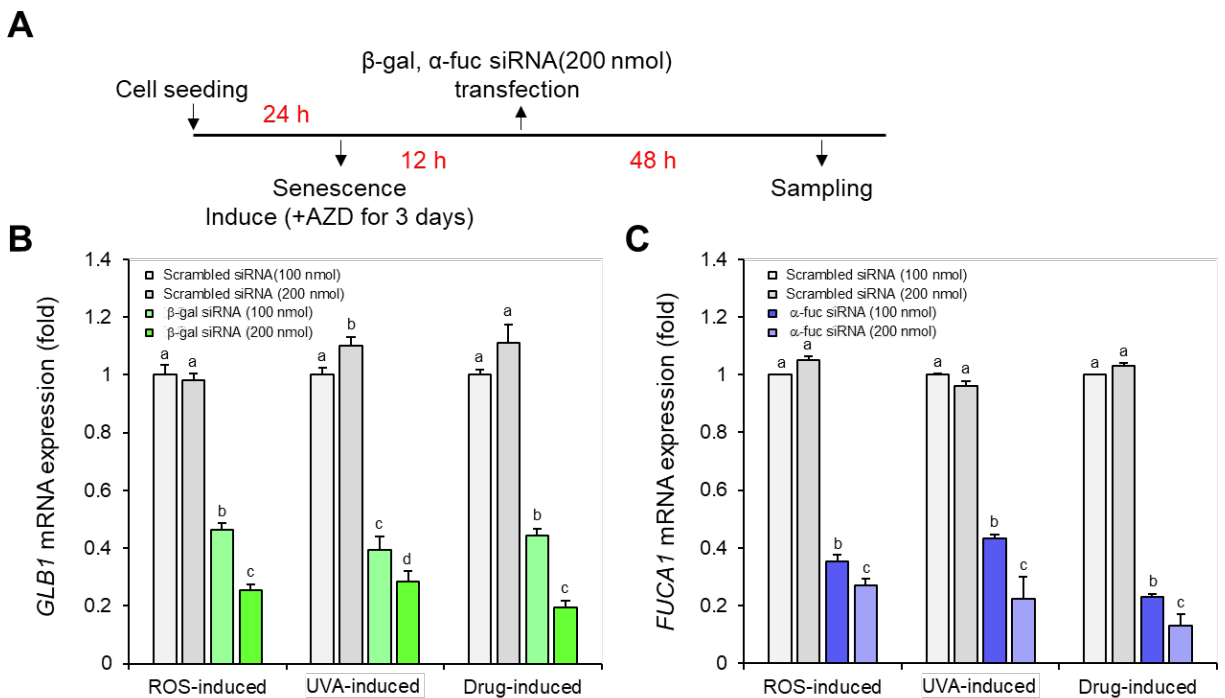 A
β-gal, α-fuc siRNA(200 nmol)
Cell seeding
transfection
24 h
12 h
48 h
Senescence
Sampling
Induce (+AZD for 3 days)
B
GLB1 mRNA expression (fold)
1.4
1.2
1
0.8
0.6
0.4
0.2
0
Scrambled siRNA(100 nmol)
Scrambled siRNA (200 nmol)
β-gal siRNA (100 nmol)
β-gal siRNA (200 nmol)
a a b c
a b c d
a a b c
ROS-induced UVA-induced Drug-induced
C
FUCA1 mRNA expression (fold)
1.4
1.2
1
0.8
0.6
0.4
0.2
0
Scrambled siRNA (100 nmol)
Scrambled siRNA (200 nmol)
α-fuc siRNA (100 nmol)
α-fuc siRNA (200 nmol)
a a b c
a a b c
a a b c
ROS-induced UVA-induced Drug-induced